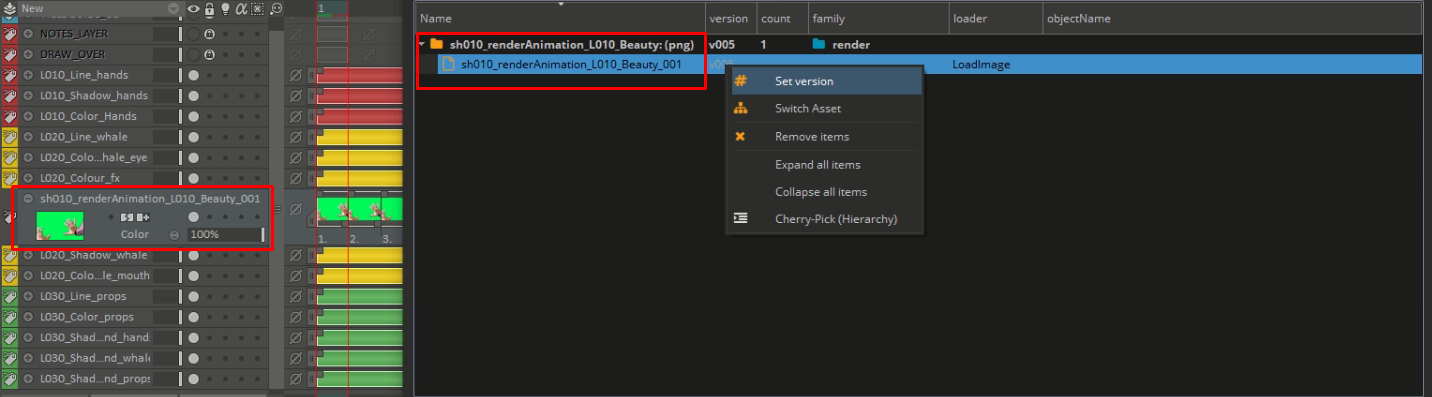 New
1
NOTES_LAYER
DRAW_OVER
L010_Line_hands
L010_Shadow_hands
L010_Color_Hands
L020_Line_whale
L020_Colo...hale_eye
L020_Colour_fx
sh010_renderAnimation_L010_Beauty_001
Color
100%
1.
2.
3.
L020_Shadow_whale
L020_Colo...le_mouth
L030_Line_props
L030_Color_props
L030_Shad...nd_hand
L030_Shad...nd_whale
L030_Shad...nd_props
Name
version
count
family
loader
objectName
sh010_renderAnimation_L010_Beauty: (png)
v005
1
render
sh010_renderAnimation_L010_Beauty_001
v005
LoadImage
Set version
Switch Asset
Remove items
Expand all items
Collapse all items
Cherry-Pick (Hierarchy)